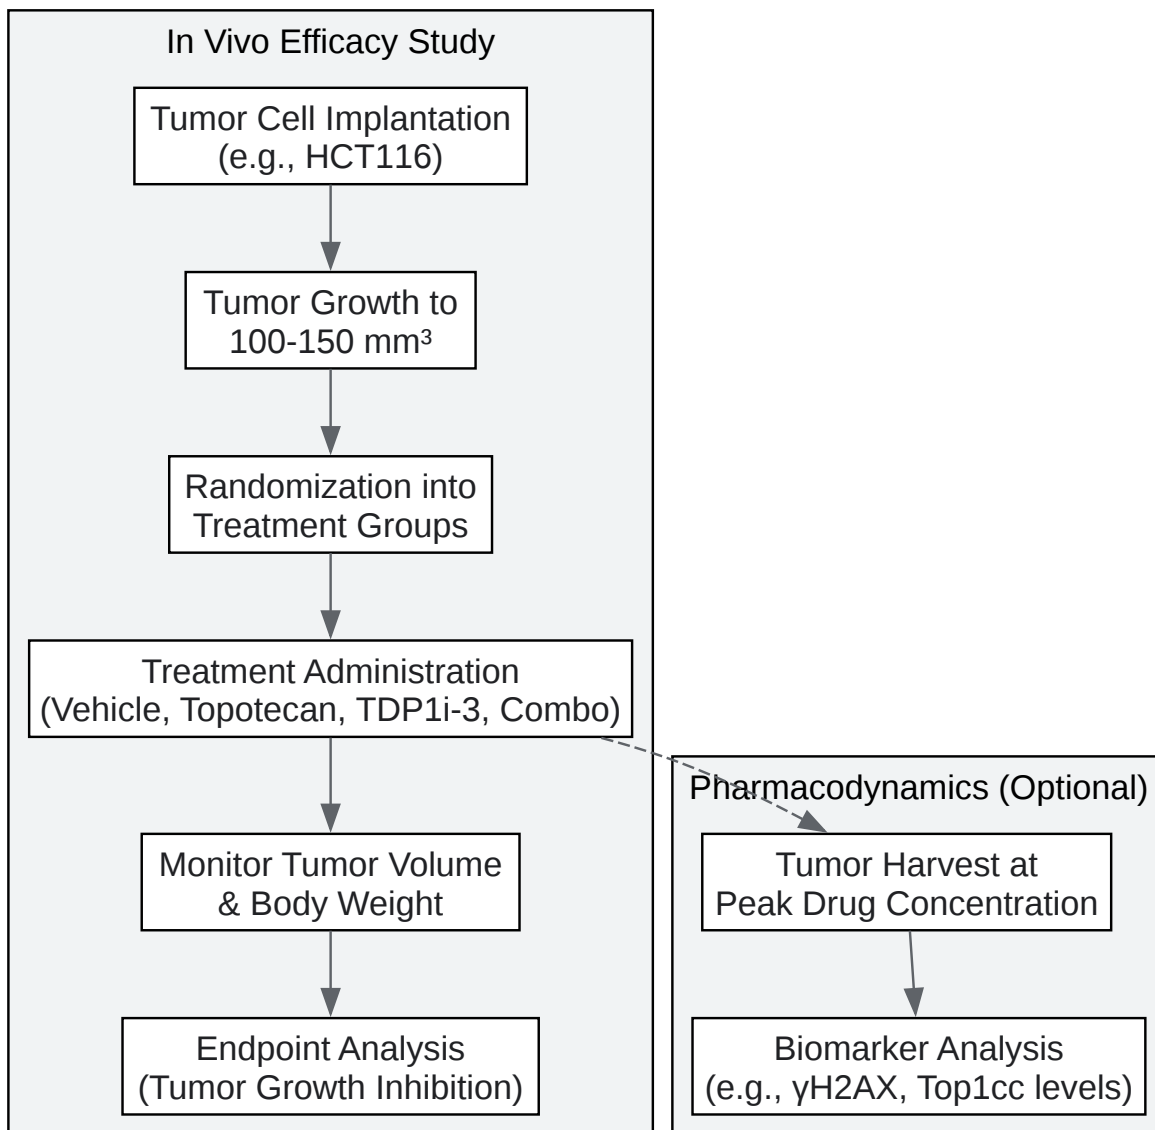 In Vivo Efficacy Study
Tumor Cell Implantation
(e.g., HCT116)
Tumor Growth to
100-150 mm³
Randomization into
Treatment Groups
Treatment Administration
(Vehicle, Topotecan, TDP1i-3, Combo)
Monitor Tumor Volume
& Body Weight
Endpoint Analysis
(Tumor Growth Inhibition)
Pharmacodynamics (Optional)
Tumor Harvest at
Peak Drug Concentration
Biomarker Analysis
(e.g., γH2AX, Top1cc levels)